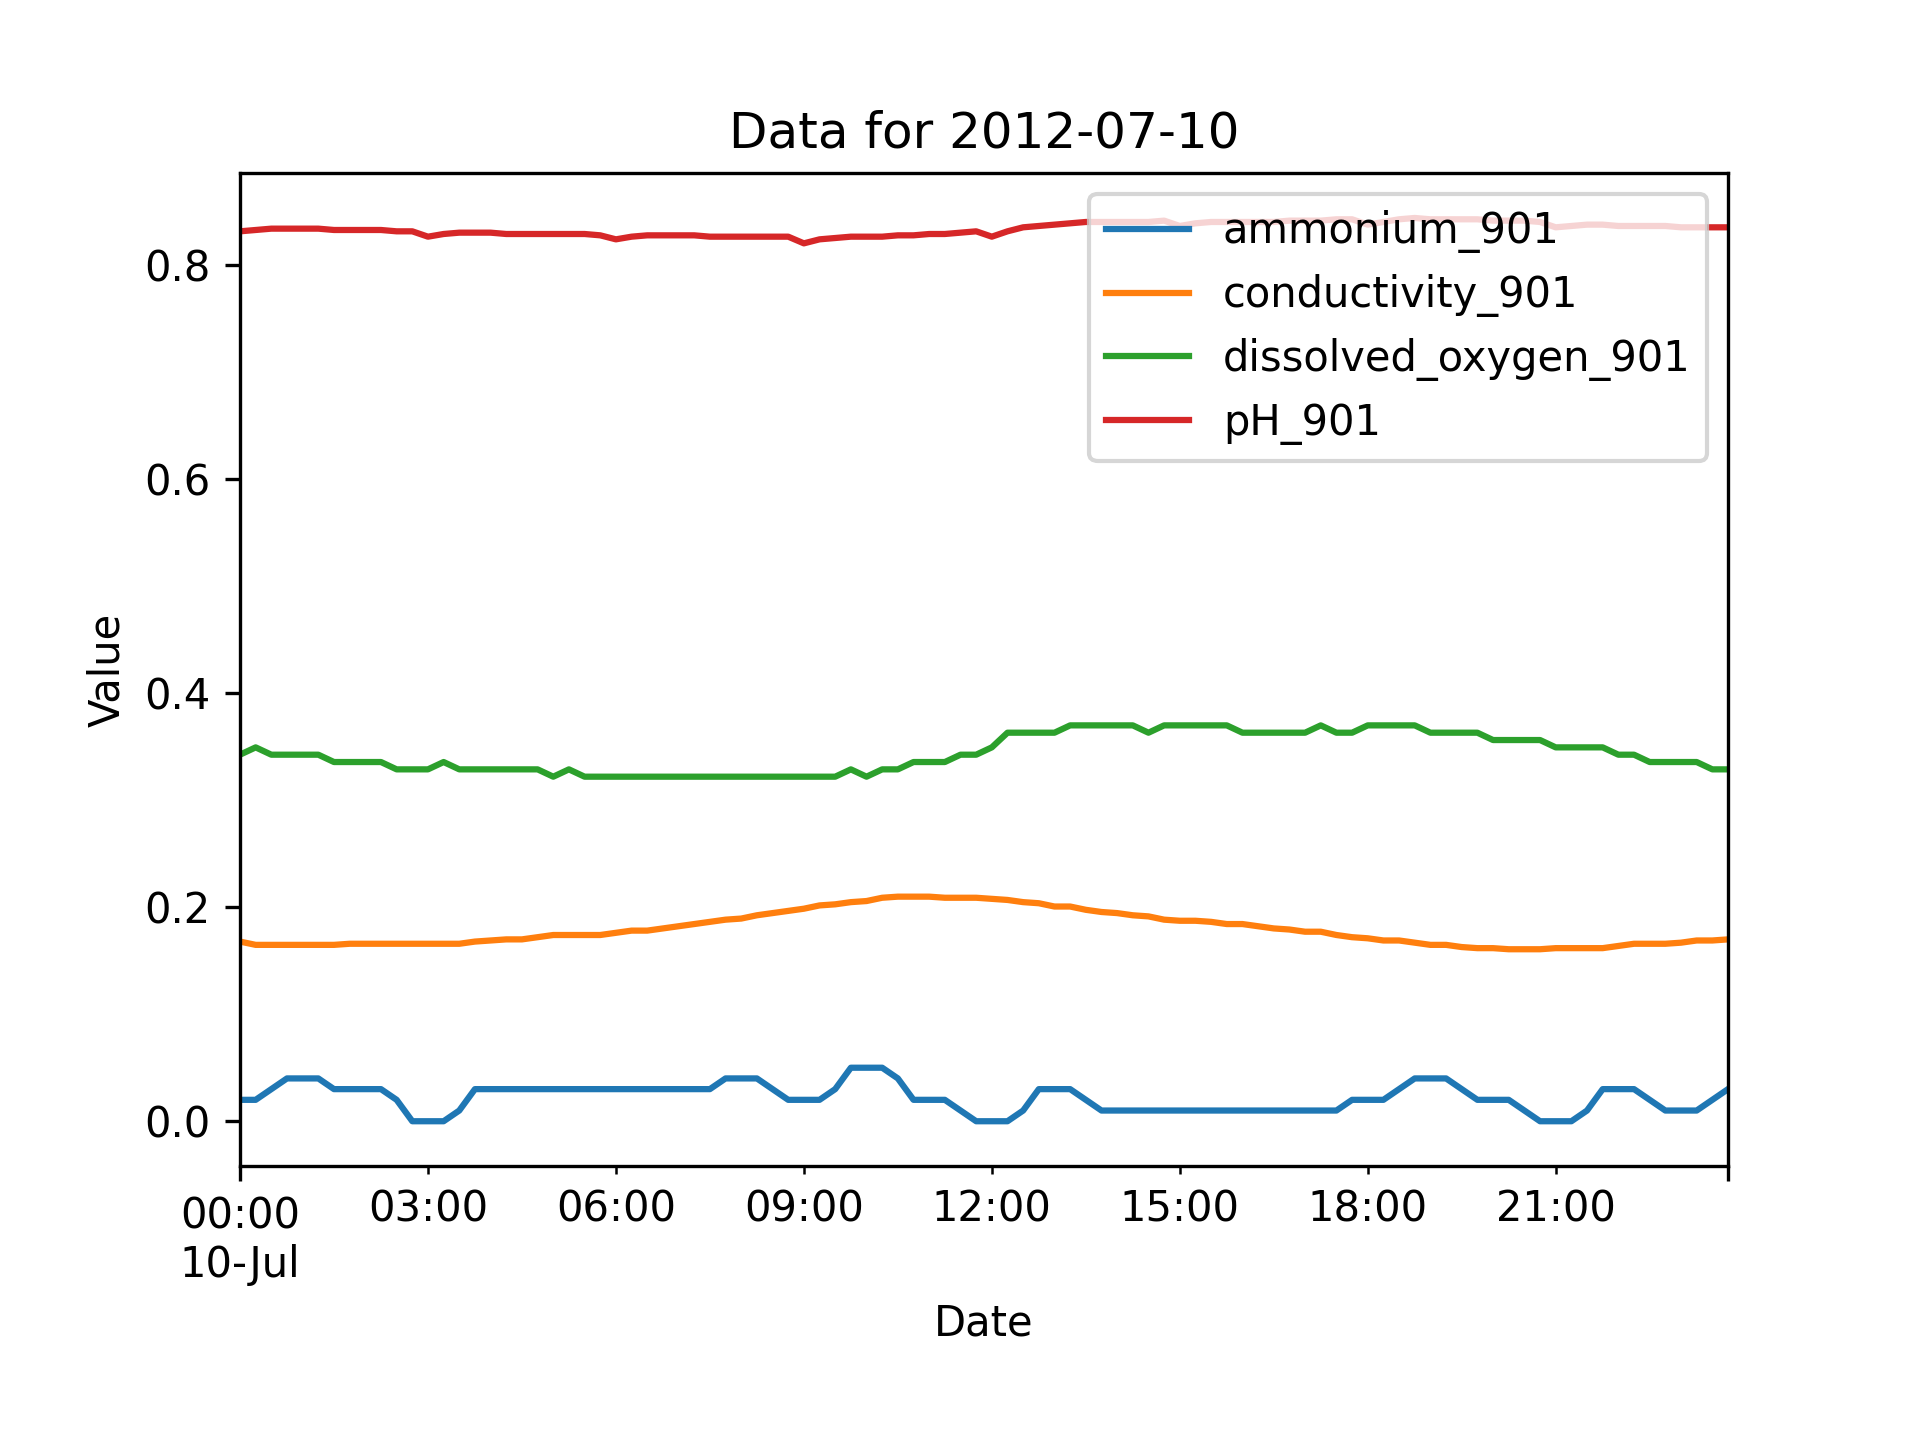 Data for 2012-07-10
ammonium_901
conductivity_901
dissolved_oxygen_901
pH_901
Value
0.8
0.6
0.4
0.2
0.0
00:00 03:00 06:00 09:00 12:00 15:00 18:00 21:00
10-Jul
Date